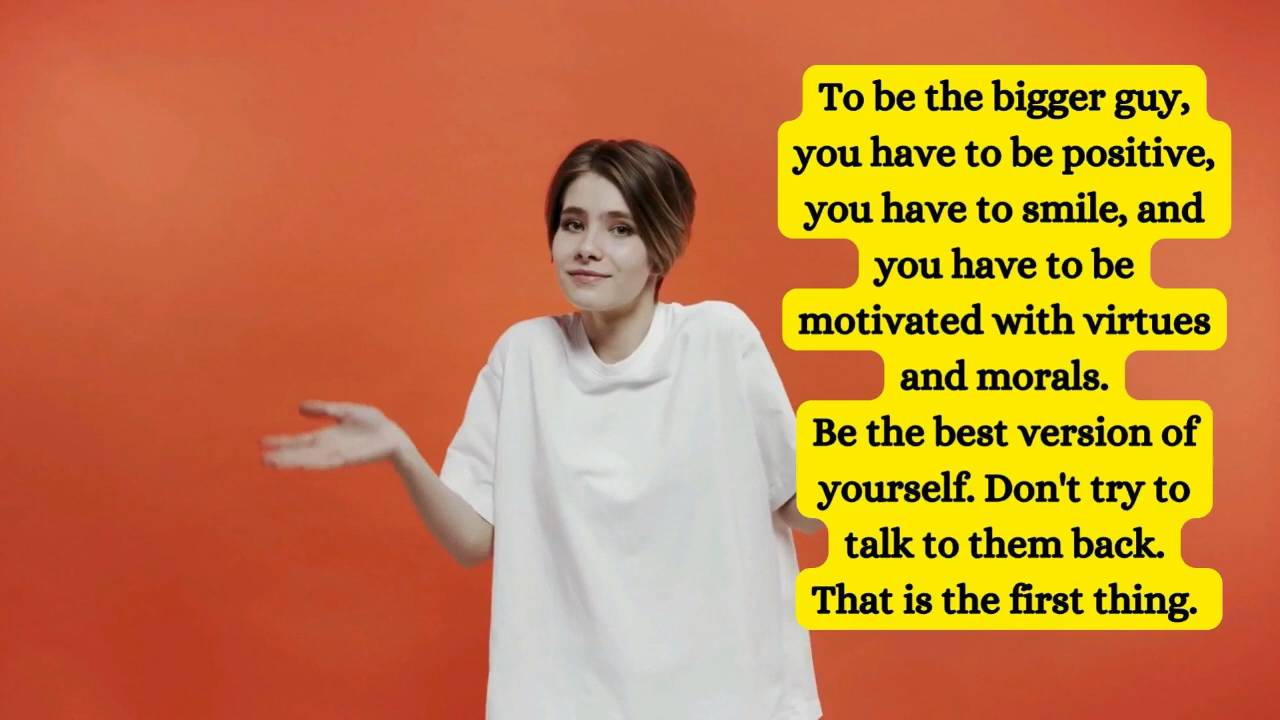 To be the bigger guy,
you have to be positive,
you have to smile, and
you have to be
motivated with virtues
and morals.
Be the best version of
yourself. Don't try to
talk to them back.
That is the first thing.